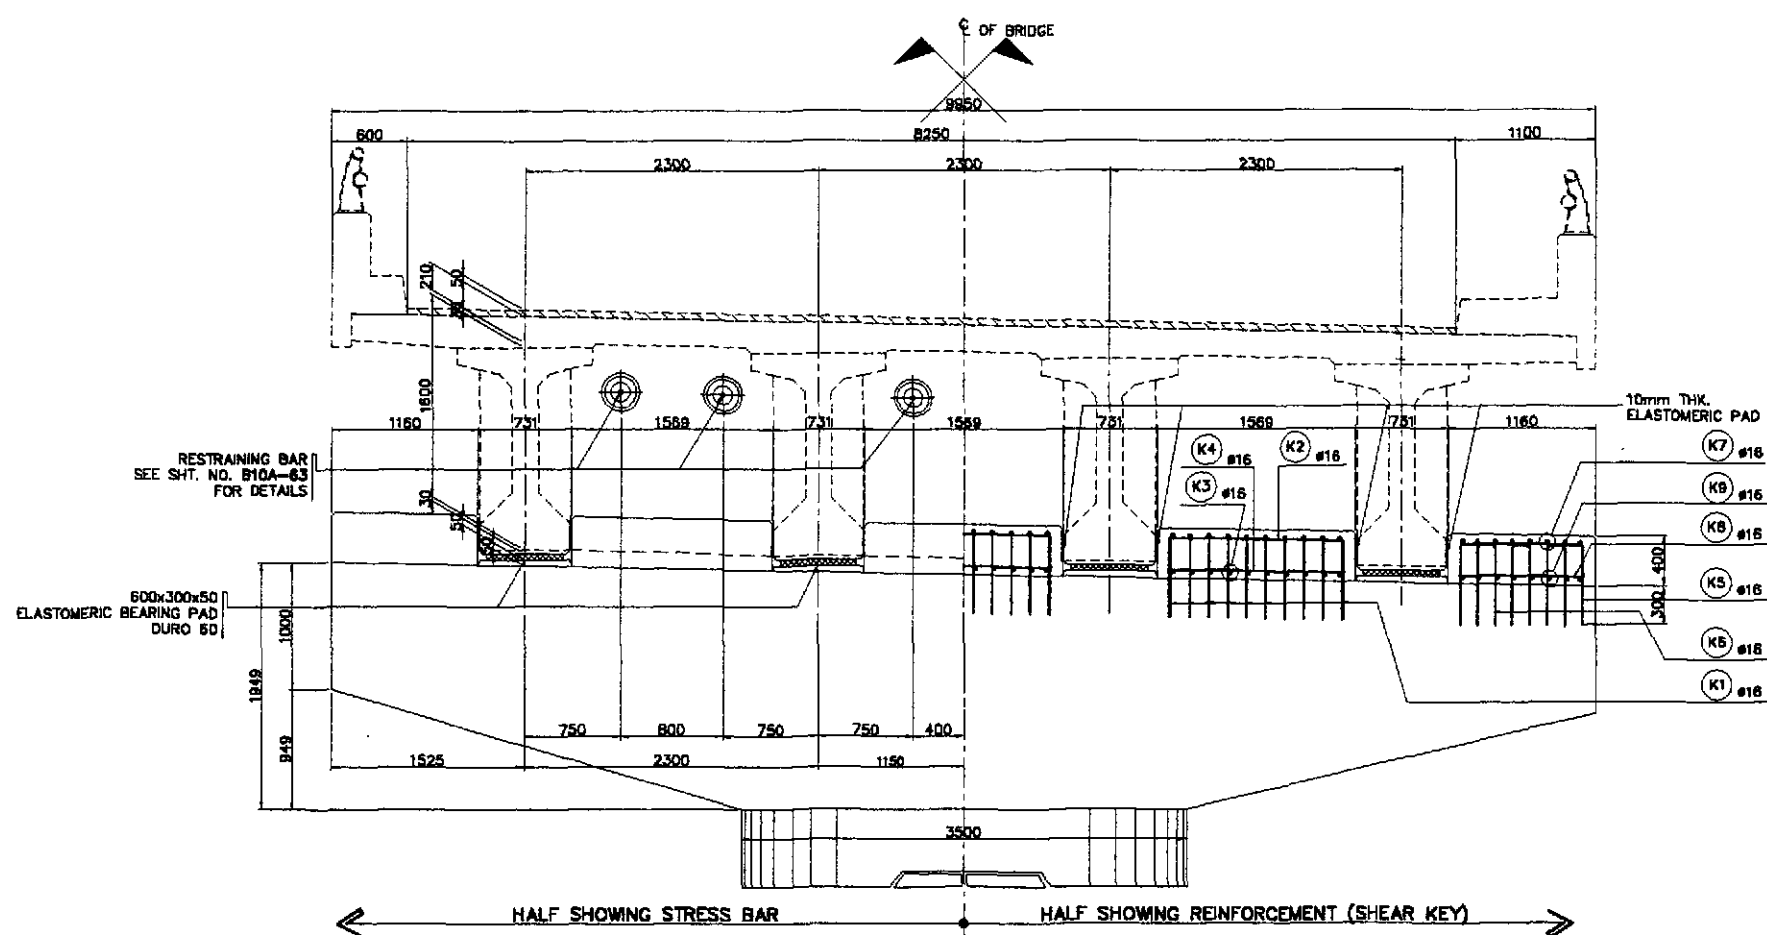 ℄ OF BRIDGE
9950
600 8250 1100
2300 2300 2300
210 50
1600
1160 731 1569 731 1569 731 1569 731 1160
10mm THK.
ELASTOMERIC PAD
RESTRAINING BAR
SEE SHT. NO. B10A-63
FOR DETAILS
K4 ø16
K2 ø16
K3 ø16
K7 ø16
K9 ø16
ø16
K5 ø16
ø16
K1 ø16
30
50
50
400
300
600x300x50
ELASTOMERIC BEARING PAD
DURO 60
1000
1949
949
750 800 750 750 400
1525 2300 1150
3500
HALF SHOWING STRESS BAR
HALF SHOWING REINFORCEMENT (SHEAR KEY)